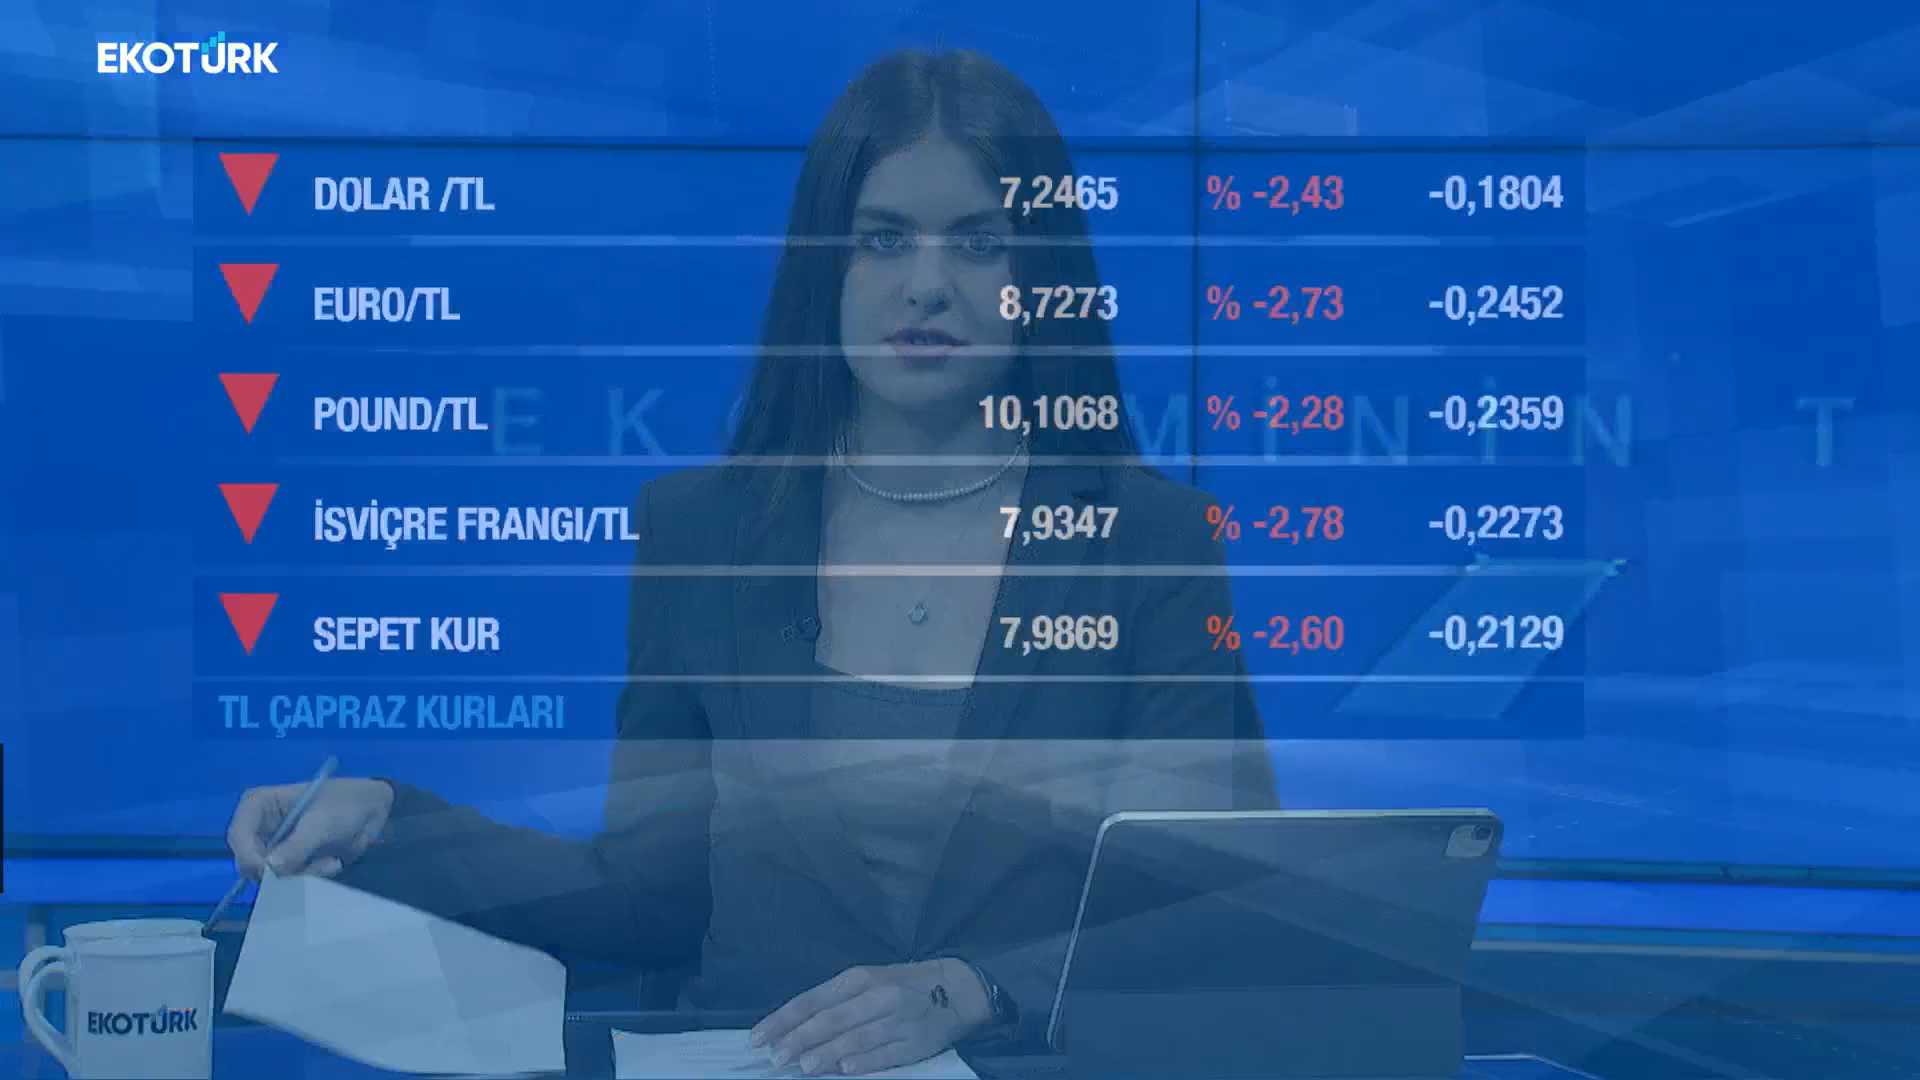 EKOTÜRK
DOLAR /TL 7,2465 % -2,43 -0,1804
EURO/TL 8,7273 % -2,73 -0,2452
POUND/TL 10,1068 % -2,28 -0,2359
İSVİÇRE FRANGI/TL 7,9347 % -2,78 -0,2273
SEPET KUR 7,9869 % -2,60 -0,2129
TL ÇAPRAZ KURLARI
EKOTÜRK